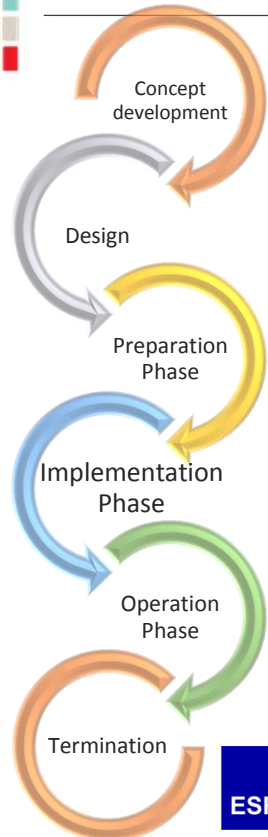 Concept
development
Design
Preparation
Phase
Implementation
Phase
Operation
Phase
Termination